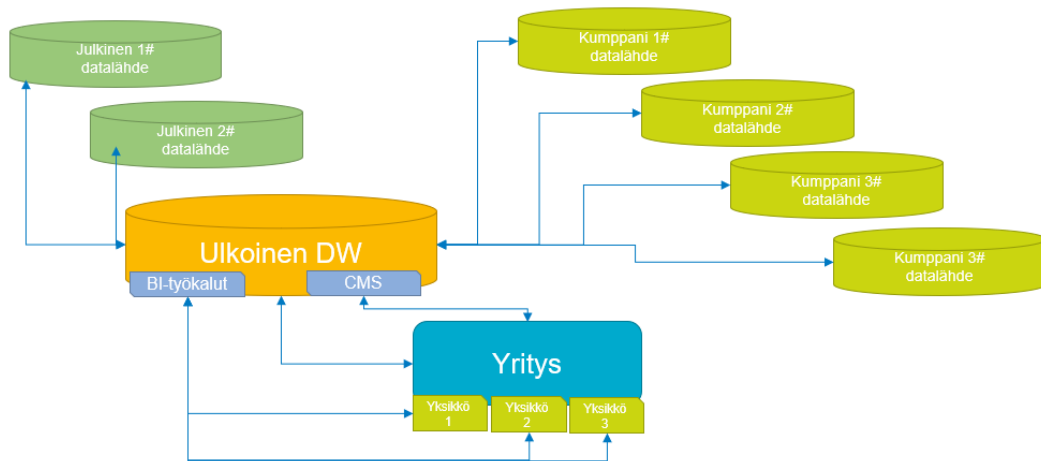 Julkinen 1#
datalähde
Kumppani 1#
datalähde
Julkinen 2#
datalähde
Kumppani 2#
datalähde
Kumppani 3#
datalähde
Ulkoinen DW
Kumppani 3#
datalähde
BI-työkalut
CMS
Yritys
Yksikkö
1
Yksikkö
2
Yksikkö
3